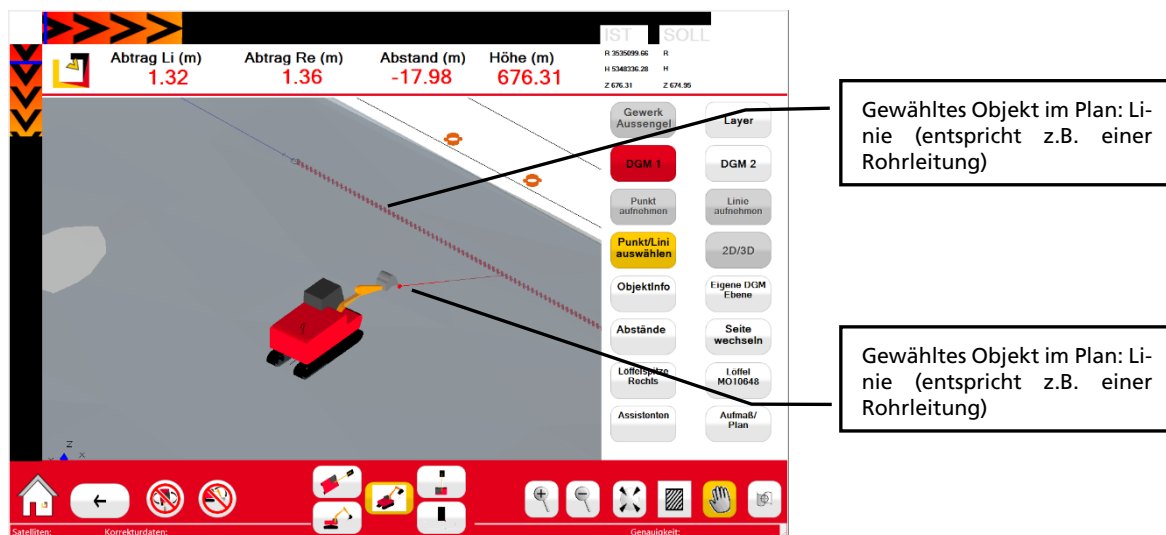 IST SOLL
Abtrag Li (m) Abtrag Re (m) Abstand (m) Höhe (m)
1.32 1.36 -17.98 676.31
R 3535099.66 R
H 5348336.28 H
Z 676.31 Z 674.95
Gewerk
Aussengel
Layer
DGM 1
DGM 2
Punkt
aufnehmen
Linie
aufnehmen
Punkt/Lini
auswählen
2D/3D
ObjektInfo
Eigene DGM
Ebene
Abstände
Seite
wechseln
Löffelspitze
Rechts
Löffel
MO10648
Assistenten
Aufmaß/
Plan
Z
X
Satelliten: Korrekturdaten: Genauigkeit:
Gewähltes Objekt im Plan: Li-
nie (entspricht z.B. einer
Rohrleitung)
Gewähltes Objekt im Plan: Li-
nie (entspricht z.B. einer
Rohrleitung)